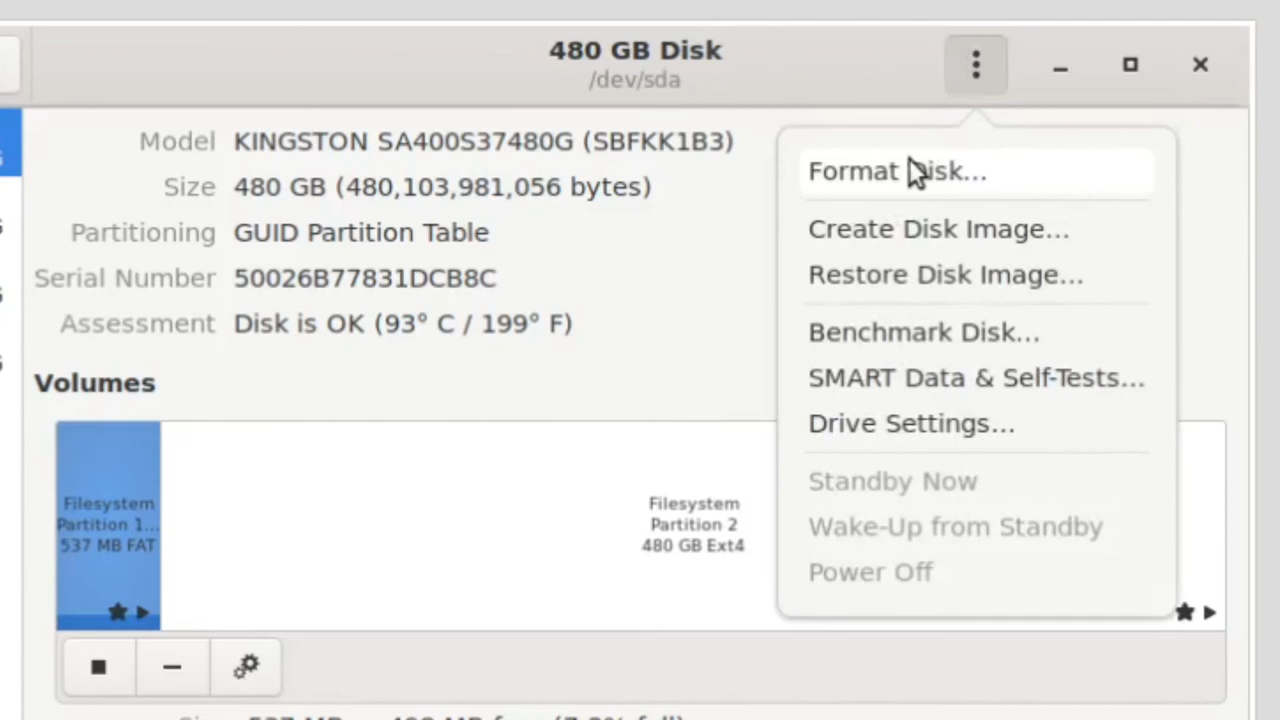 480 GB Disk
/dev/sda
Model KINGSTON SA400S37480G (SBFKK1B3)
Size 480 GB (480,103,981,056 bytes)
Partitioning GUID Partition Table
Serial Number 50026B77831DCB8C
Assessment Disk is OK (93° C / 199° F)
Volumes
Filesystem
Partition 1...
537 MB FAT
Filesystem
Partition 2
480 GB Ext4
Format Disk...
Create Disk Image...
Restore Disk Image...
Benchmark Disk...
SMART Data & Self-Tests...
Drive Settings...
Standby Now
Wake-Up from Standby
Power Off